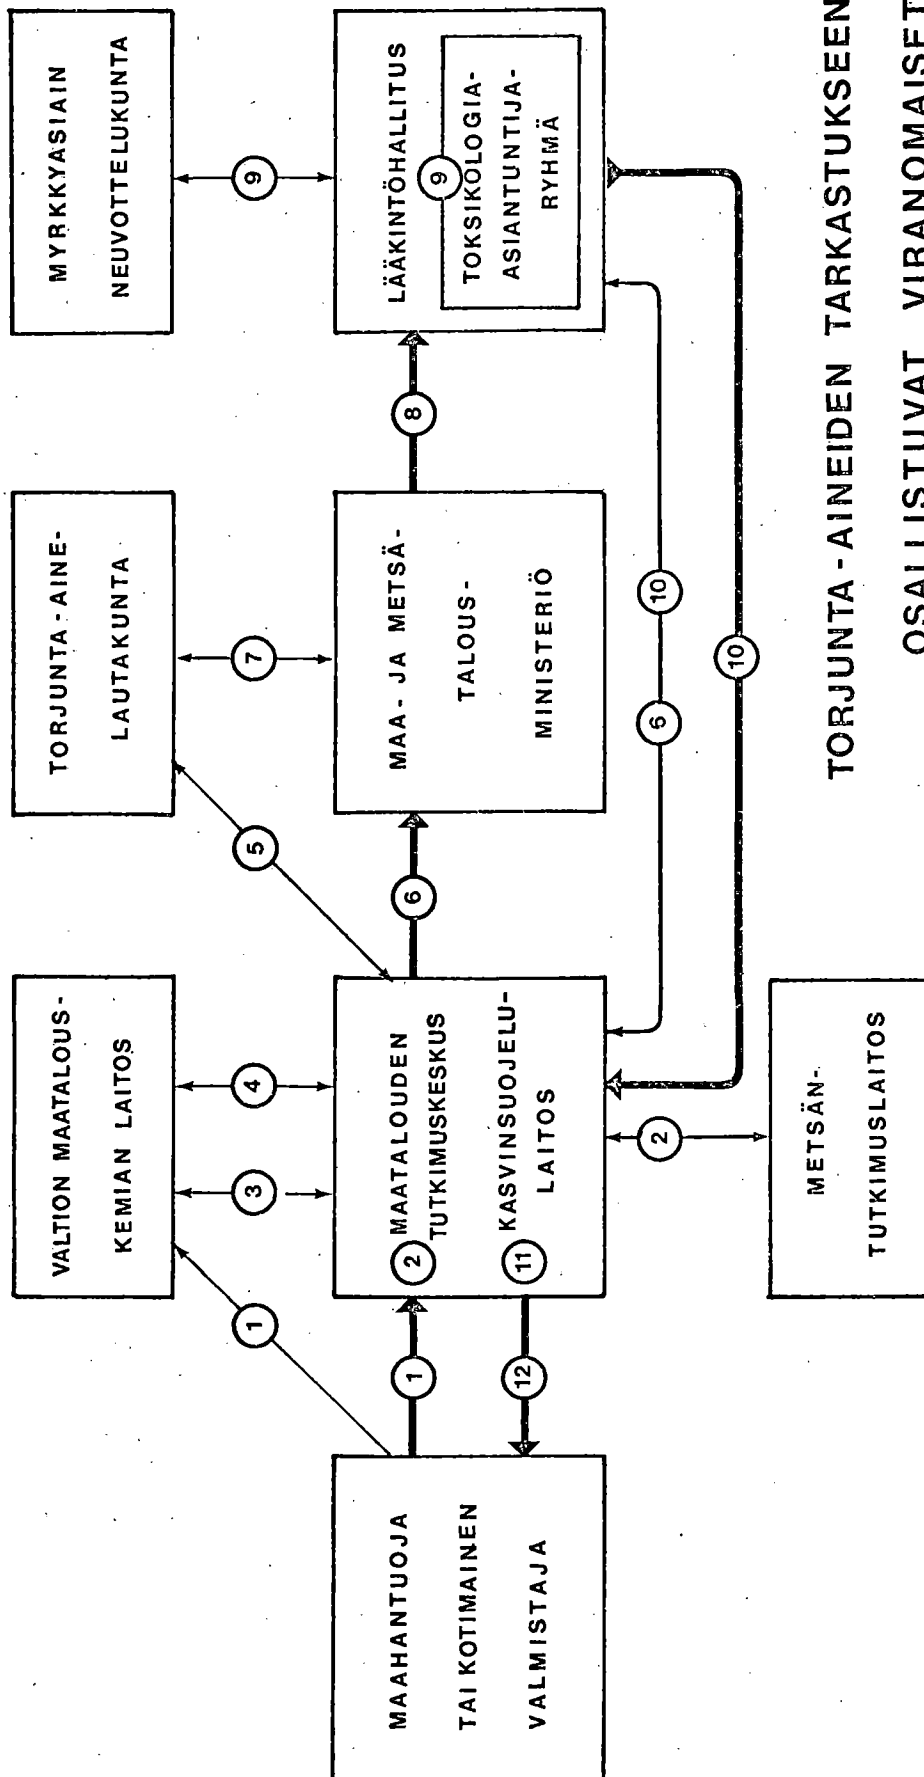 MYRKKYASIAIN
NEUVOTTELUKUNTA
9
LÄÄKINTÖHALLITUS
9
TOKSIKOLOGIA-
ASIANTUNTIJA-
RYHMÄ
8
TORJUNTA-AINE-
LAUTAKUNTA
7
MAA- JA METSÄ-
TALOUS-
MINISTERIÖ
10
6
10
5
6
VALTION MAATALOUS-
KEMIAN LAITOS
4
3
2 MAATALOUDEN
TUTKIMUSKESKUS
11 KASVINSUOJELU-
LAITOS
2
METSÄN-
TUTKIMUSLAITOS
1
1
12
MAAHANTUOJA
TAI KOTIMAINEN
VALMISTAJA
TORJUNTA-AINEIDEN TARKASTUKSEEN
OSALLISTUVAT VIRANOMAISET